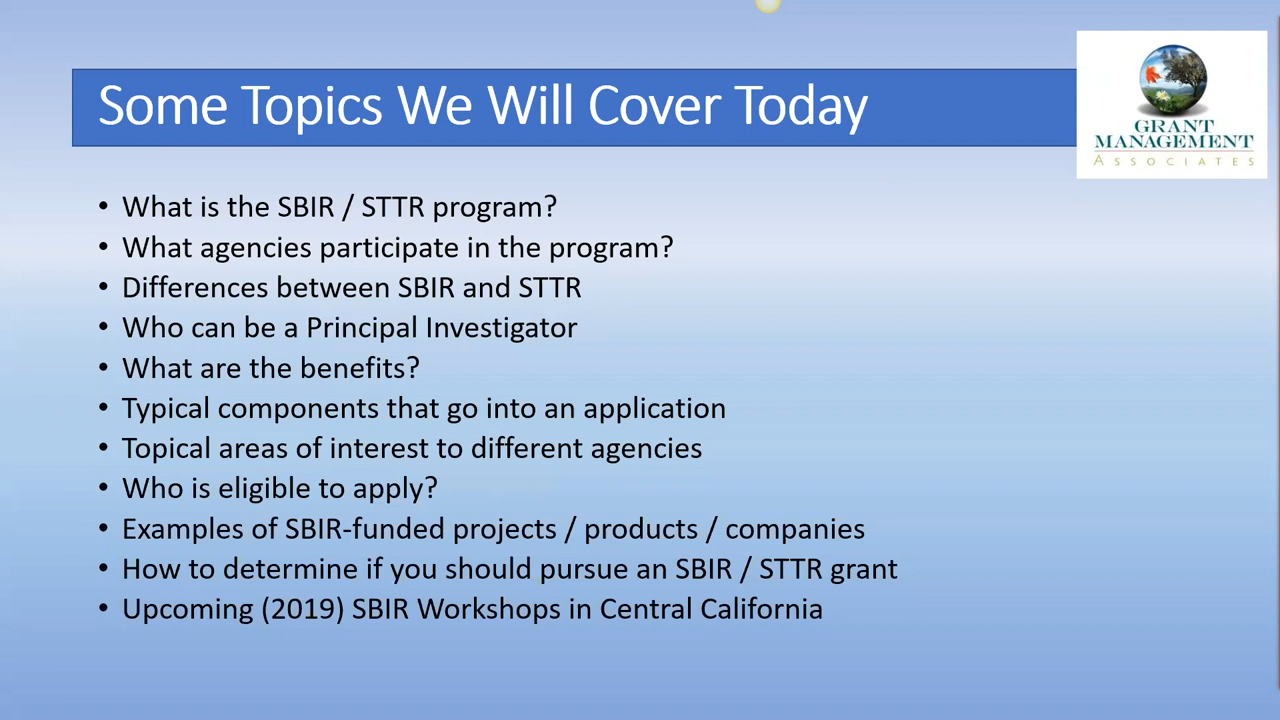 Some Topics We Will Cover Today
GRANT
MANAGEMENT
ASSOCIATES
• What is the SBIR / STTR program?
• What agencies participate in the program?
• Differences between SBIR and STTR
• Who can be a Principal Investigator
• What are the benefits?
• Typical components that go into an application
• Topical areas of interest to different agencies
• Who is eligible to apply?
• Examples of SBIR-funded projects / products / companies
• How to determine if you should pursue an SBIR / STTR grant
• Upcoming (2019) SBIR Workshops in Central California